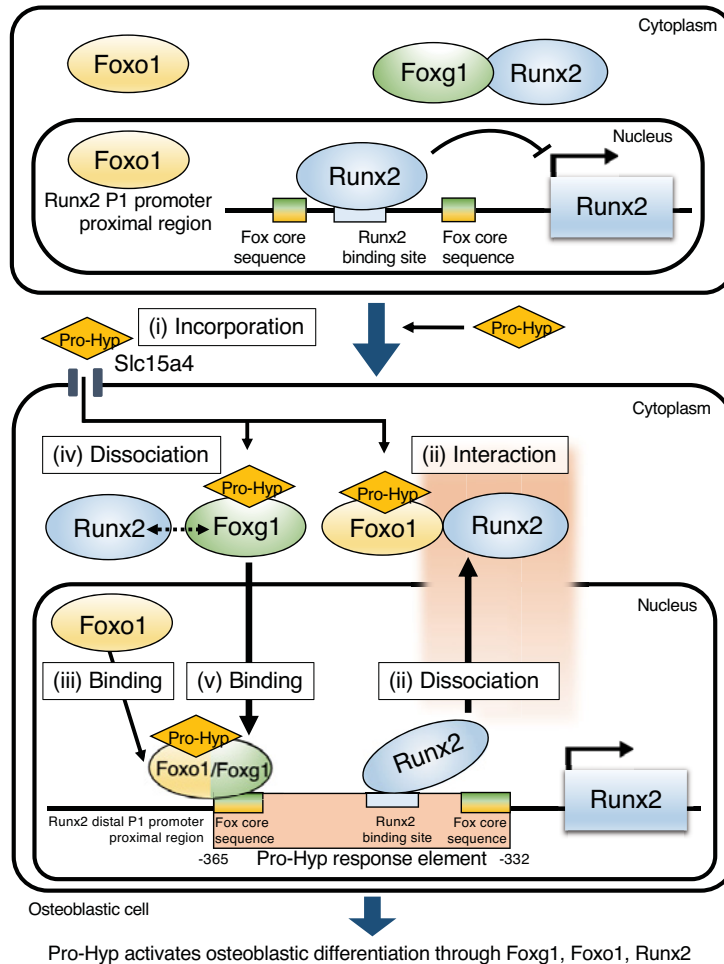 Cytoplasm
Foxo1
Foxg1
Runx2
Nucleus
Foxo1
Runx2
Runx2 P1 promoter
proximal region
Runx2
Fox core
sequence
Runx2
binding site
Fox core
sequence
Pro-Hyp
(i) Incorporation
Pro-Hyp
Slc15a4
Cytoplasm
(iv) Dissociation
(ii) Interaction
Pro-Hyp
Pro-Hyp
Runx2
Foxg1
Foxo1
Runx2
Nucleus
Foxo1
(iii) Binding
(v) Binding
(ii) Dissociation
Pro-Hyp
Runx2
Foxo1/Foxg1
Runx2
Runx2 distal P1 promoter
proximal region
Fox core
sequence
Runx2
binding site
Fox core
sequence
-365
Pro-Hyp response element
-332
Osteoblastic cell
Pro-Hyp activates osteoblastic differentiation through Foxg1, Foxo1, Runx2